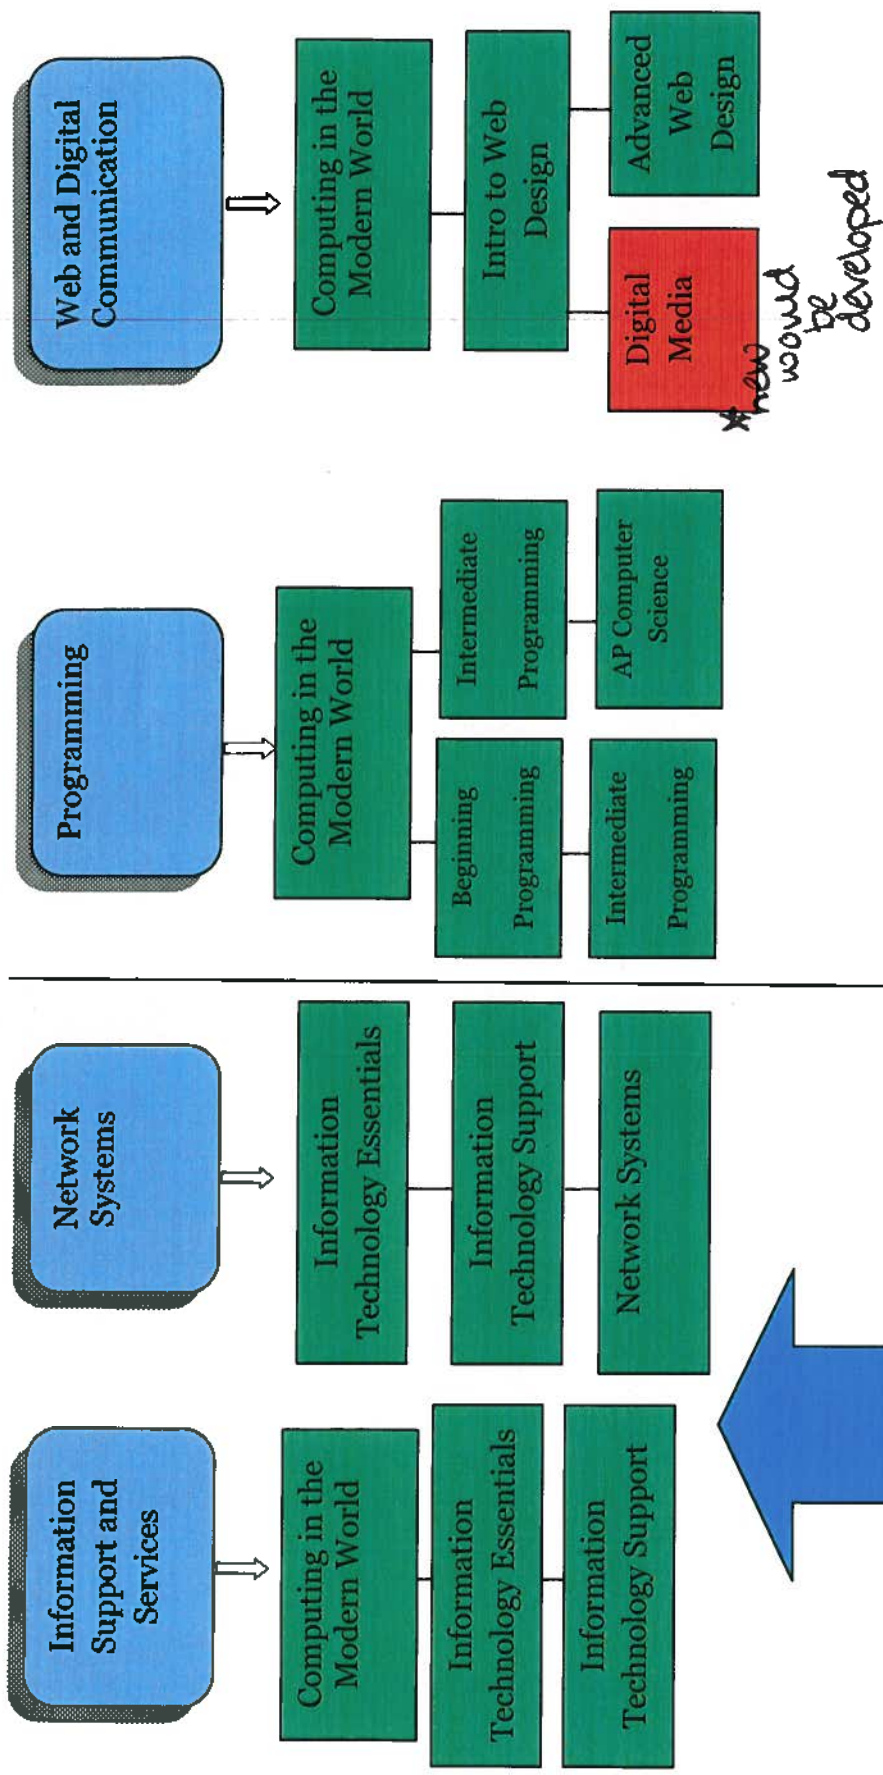 Information
Support and
Services
Computing in the
Modern World
Information
Technology Essentials
Information
Technology Support
Network
Systems
Information
Technology Essentials
Information
Technology Support
Network Systems
Programming
Computing in the
Modern World
Beginning
Programming
Intermediate
Programming
Intermediate
Programming
AP Computer
Science
Web and Digital
Communication
Computing in the
Modern World
Intro to Web
Design
Digital
Media
*new
would
be
developed
Advanced
Web
Design